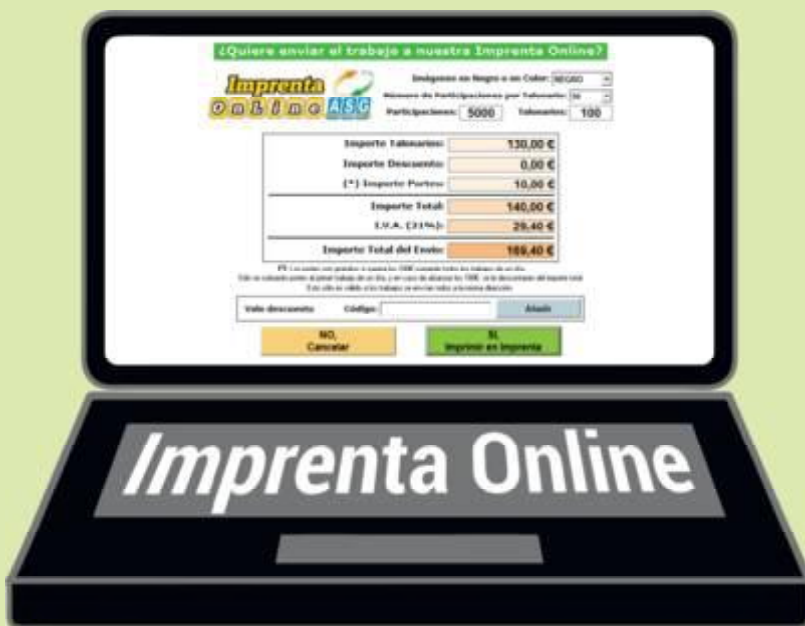 ¿Quiere enviar el trabajo a nuestra Imprenta Online?
Imprenta
OnLine ASG
Imágenes en Negro o en Color: NEGRO
Número de Participaciones por Talonario: 50
Participaciones: 5000 Talonarios: 100
Importe Talonarios: 130,00 €
Importe Descuento: 0,00 €
(*) Importe Portes: 10,00 €
Importe Total: 140,00 €
I.V.A. (21%): 29,40 €
Importe Total del Envío: 169,40 €
Vale descuento Código: Añadir
NO,
Cancelar
SI,
Imprimir en Imprenta
Imprenta Online